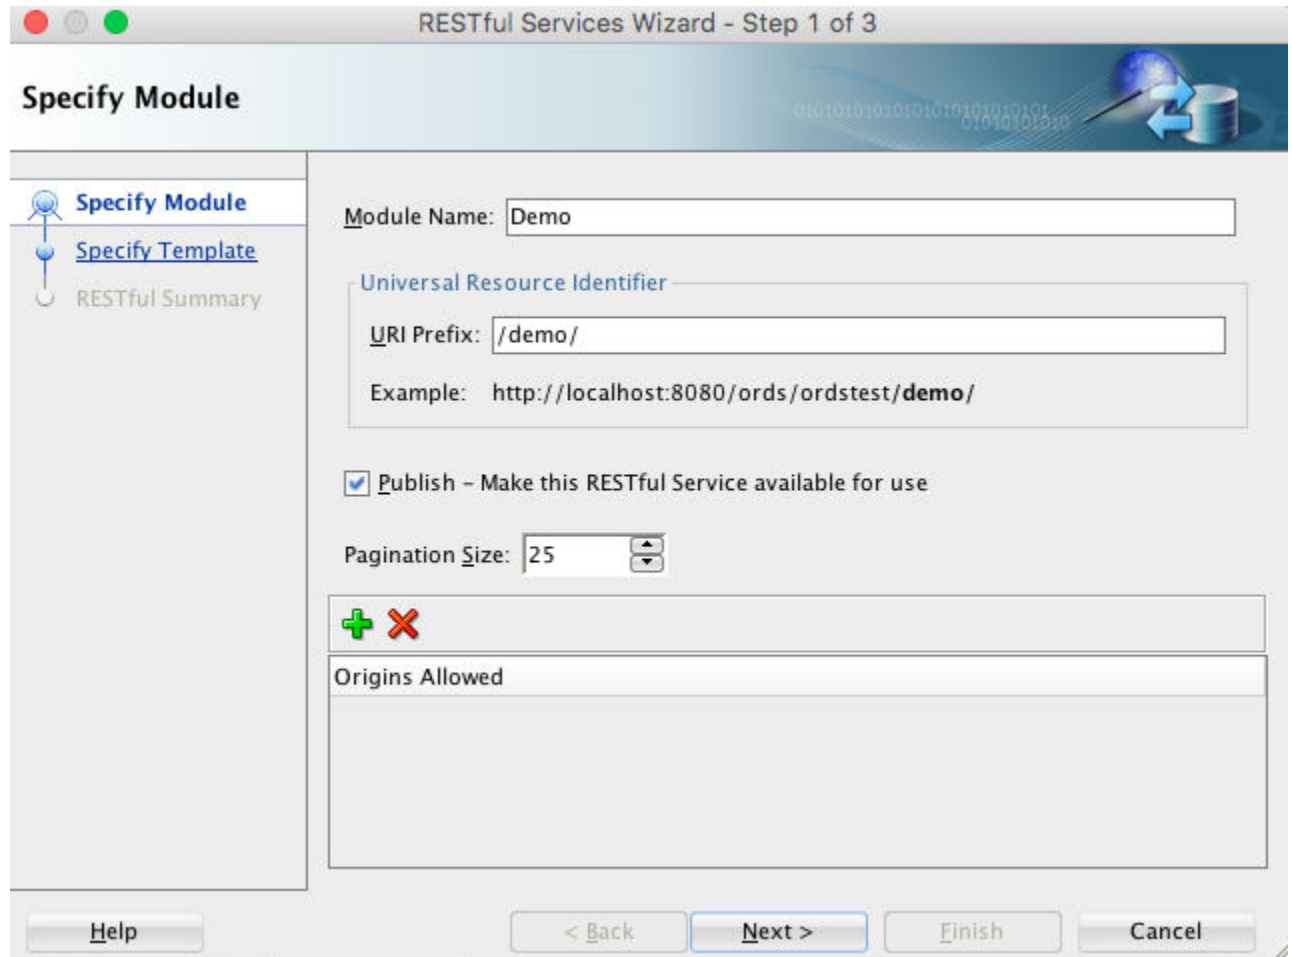 RESTful Services Wizard - Step 1 of 3
Specify Module
Specify Module
Specify Template
RESTful Summary
Module Name: Demo
Universal Resource Identifier
URI Prefix: /demo/
Example: http://localhost:8080/ords/ordstest/demo/
Publish - Make this RESTful Service available for use
Pagination Size: 25
Origins Allowed
Help
< Back
Next >
Finish
Cancel